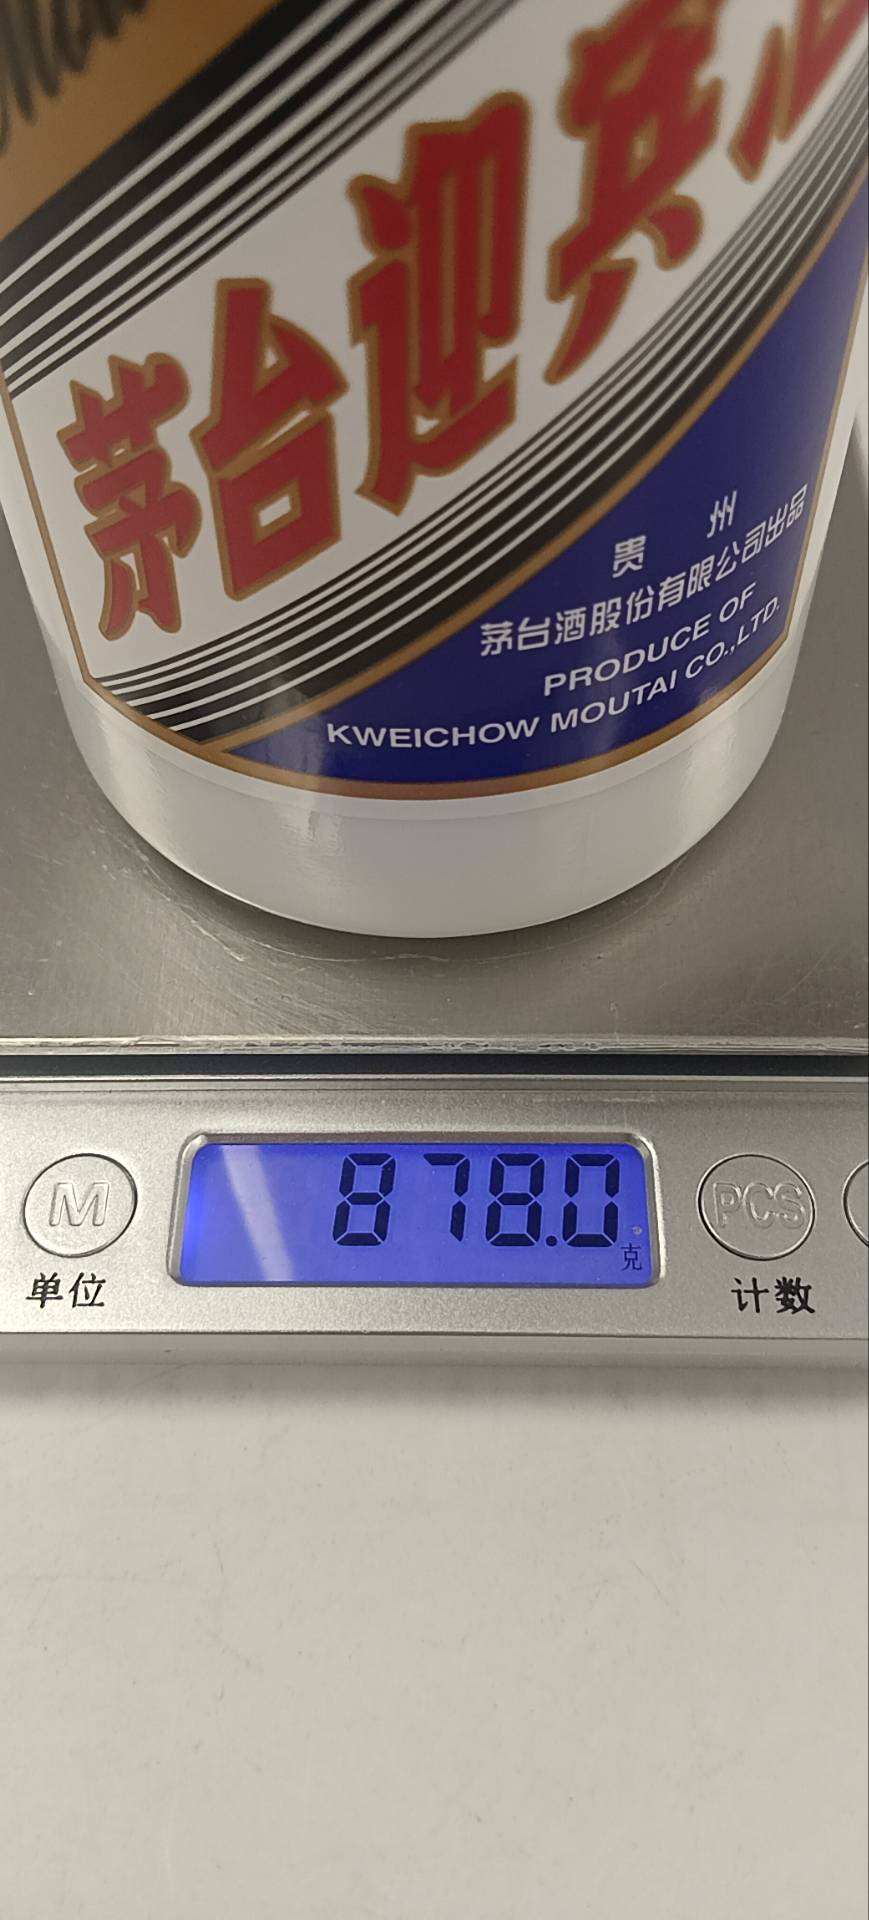 茅台迎宾
贵州
茅台酒股份有限公司出品
PRODUCE OF
KWEICHOW MOUTAI CO.,LTD.
M
878.0
克
PCS
单位
计数